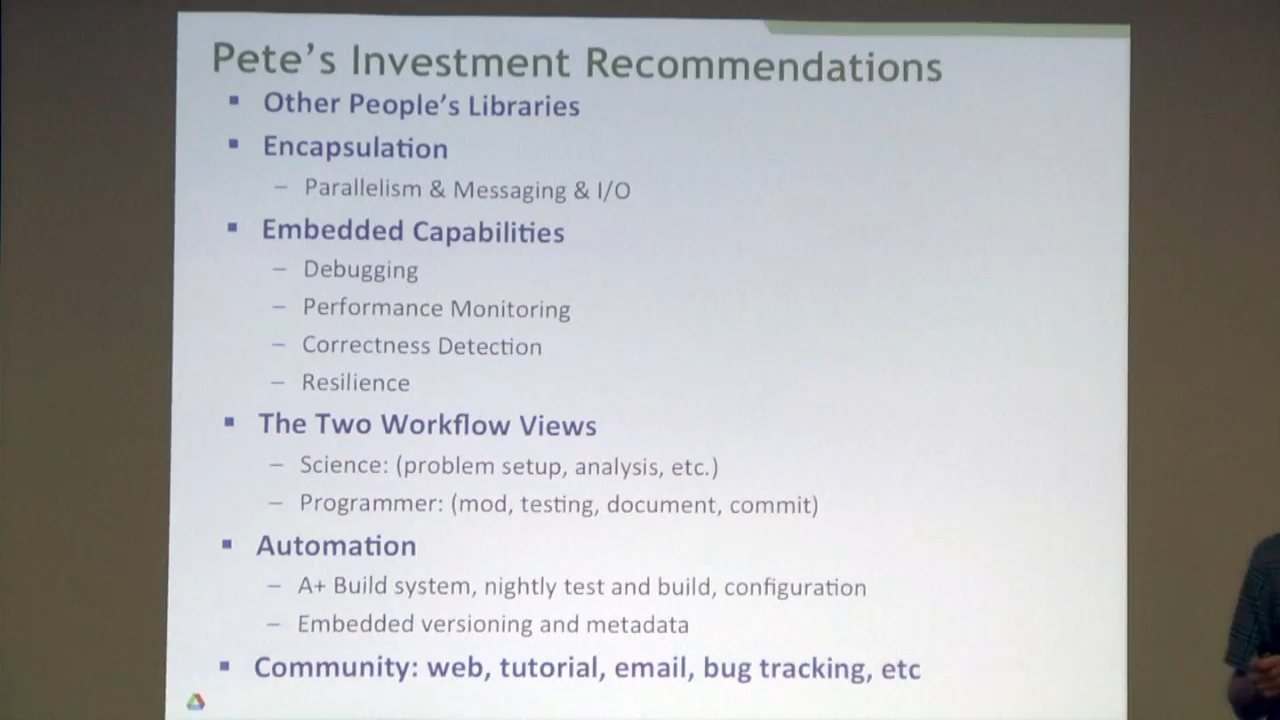 Pete's Investment Recommendations
▪ Other People's Libraries
▪ Encapsulation
– Parallelism & Messaging & I/O
▪ Embedded Capabilities
– Debugging
– Performance Monitoring
– Correctness Detection
– Resilience
▪ The Two Workflow Views
– Science: (problem setup, analysis, etc.)
– Programmer: (mod, testing, document, commit)
▪ Automation
– A+ Build system, nightly test and build, configuration
– Embedded versioning and metadata
▪ Community: web, tutorial, email, bug tracking, etc